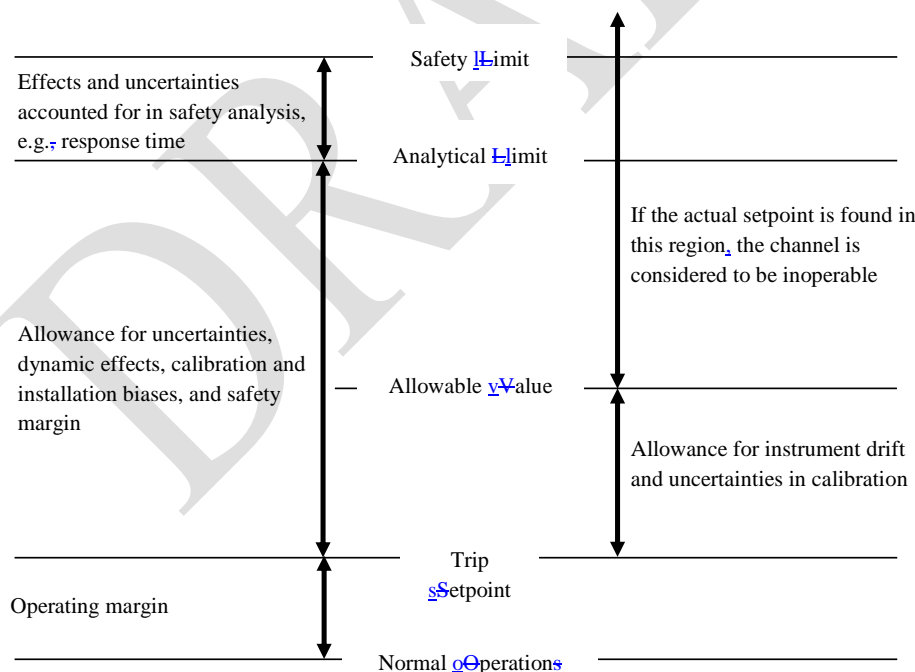 Safety lLimit
Effects and uncertainties
accounted for in safety analysis,
e.g., response time
Analytical Llimit
If the actual setpoint is found in
this region, the channel is
considered to be inoperable
Allowance for uncertainties,
dynamic effects, calibration and
installation biases, and safety
margin
Allowable vValue
Allowance for instrument drift
and uncertainties in calibration
Trip
sSetpoint
Operating margin
Normal oOperations